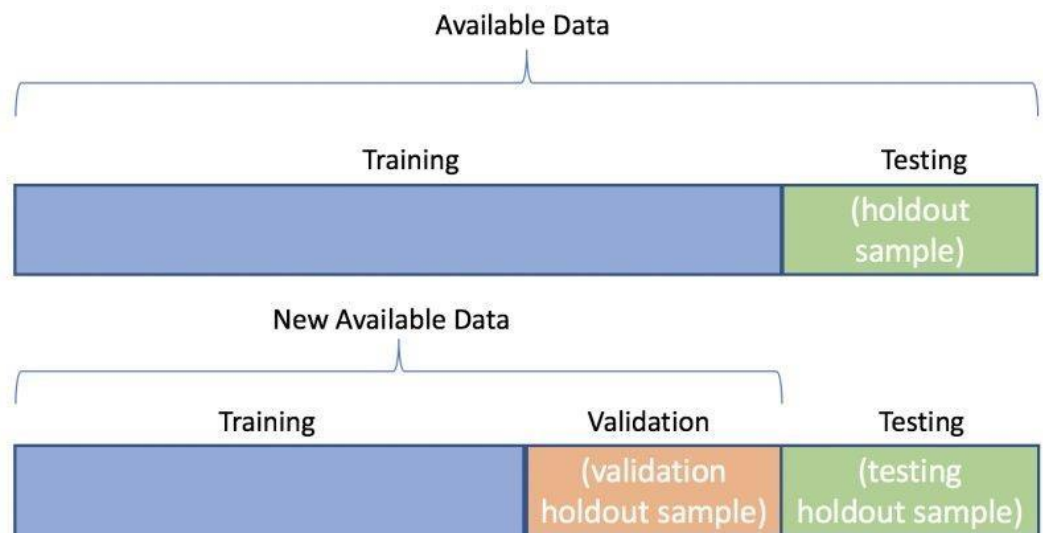 Available Data
Training
Testing
(holdout
sample)
New Available Data
Training
Validation
Testing
(validation
holdout sample)
(testing
holdout sample)